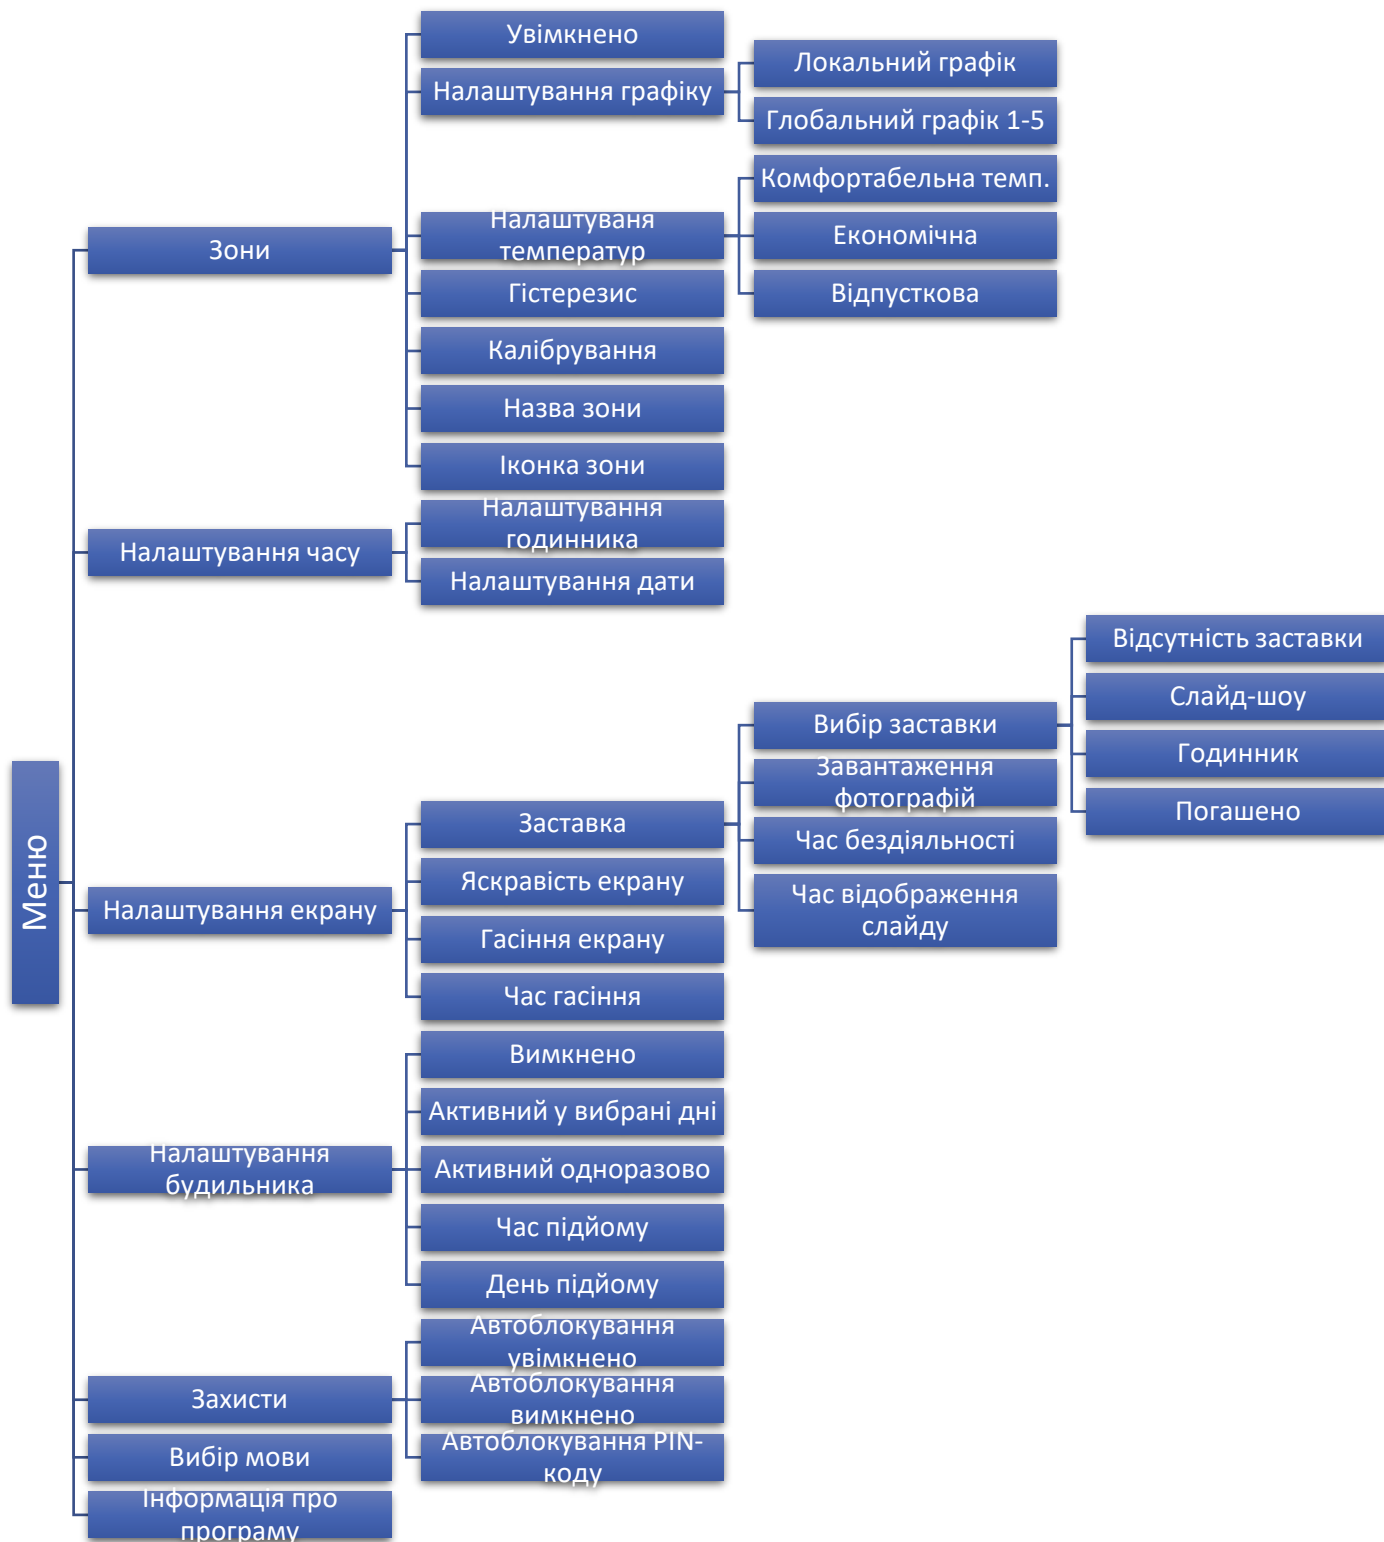 Меню
Зони
Увімкнено
Налаштування графіку
Локальний графік
Глобальний графік 1-5
Налаштуваня
температур
Комфортабельна темп.
Економічна
Відпусткова
Гістерезис
Калібрування
Назва зони
Іконка зони
Налаштування часу
Налаштування
годинника
Налаштування дати
Налаштування екрану
Заставка
Вибір заставки
Відсутність заставки
Слайд-шоу
Годинник
Погашено
Завантаження
фотографій
Час бездіяльності
Час відображення
слайду
Яскравість екрану
Гасіння екрану
Час гасіння
Налаштування
будильника
Вимкнено
Активний у вибрані дні
Активний одноразово
Час підйому
День підйому
Захисти
Автоблокування
увімкнено
Автоблокування
вимкнено
Автоблокування PIN-
коду
Вибір мови
Інформація про
програму